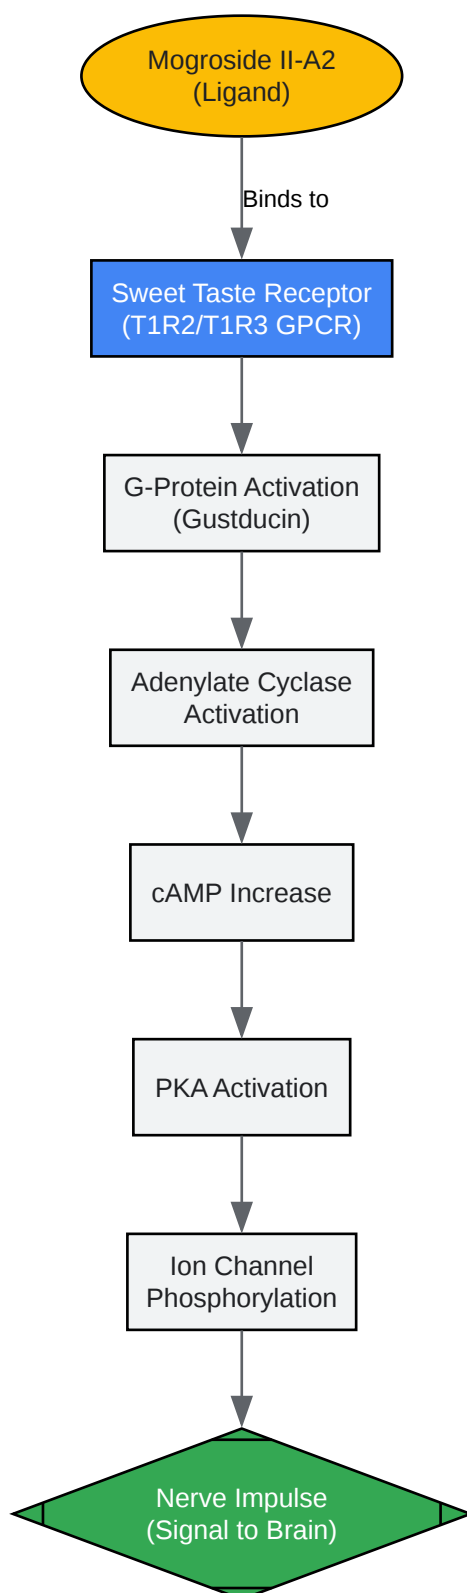 Mogroside II-A2
(Ligand)
Binds to
Sweet Taste Receptor
(T1R2/T1R3 GPCR)
G-Protein Activation
(Gustducin)
Adenylate Cyclase
Activation
cAMP Increase
PKA Activation
Ion Channel
Phosphorylation
Nerve Impulse
(Signal to Brain)